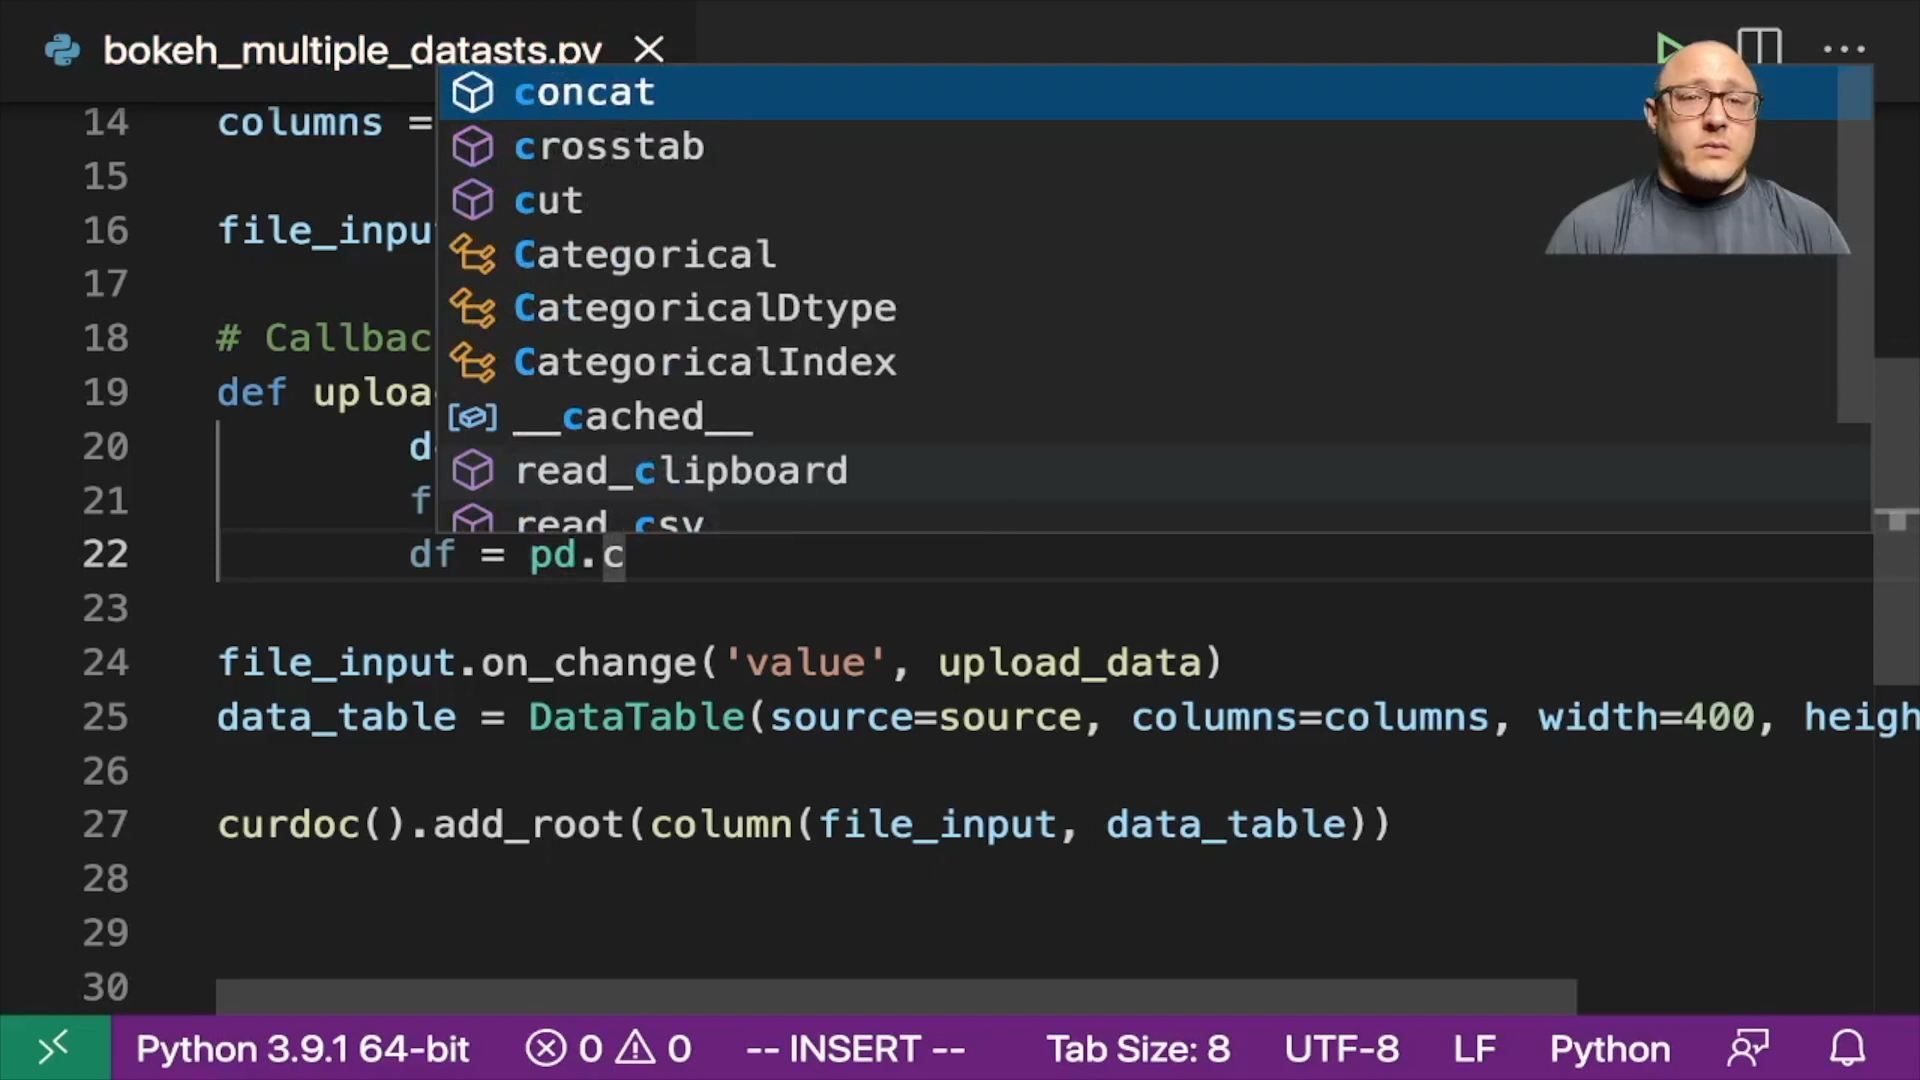 bokeh_multiple_datasts.py
concat
14 columns =
crosstab
15
cut
16 file_inpu
Categorical
17
CategoricalDtype
18 # Callbac
CategoricalIndex
19 def uploa
__cached__
20 d
read_clipboard
21 f
read_csv
22 df = pd.c
23
24 file_input.on_change('value', upload_data)
25 data_table = DataTable(source=source, columns=columns, width=400, heigh
26
27 curdoc().add_root(column(file_input, data_table))
28
29
30
Python 3.9.1 64-bit 0 0 -- INSERT -- Tab Size: 8 UTF-8 LF Python